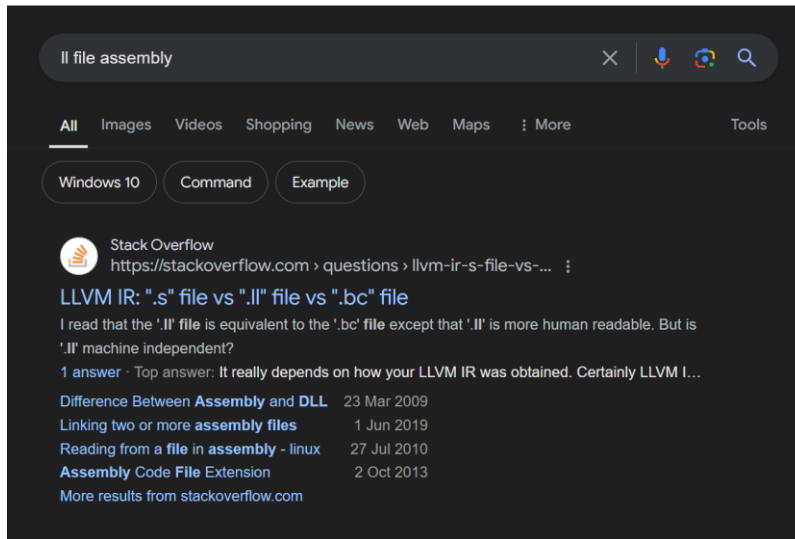 ll file assembly
All Images Videos Shopping News Web Maps ⋮ More Tools
Windows 10 Command Example
Stack Overflow
https://stackoverflow.com › questions › llvm-ir-s-file-vs-... ⋮
LLVM IR: ".s" file vs ".ll" file vs ".bc" file
I read that the '.ll' file is equivalent to the '.bc' file except that '.ll' is more human readable. But is
'.ll' machine independent?
1 answer · Top answer: It really depends on how your LLVM IR was obtained. Certainly LLVM I...
Difference Between Assembly and DLL 23 Mar 2009
Linking two or more assembly files 1 Jun 2019
Reading from a file in assembly - linux 27 Jul 2010
Assembly Code File Extension 2 Oct 2013
More results from stackoverflow.com